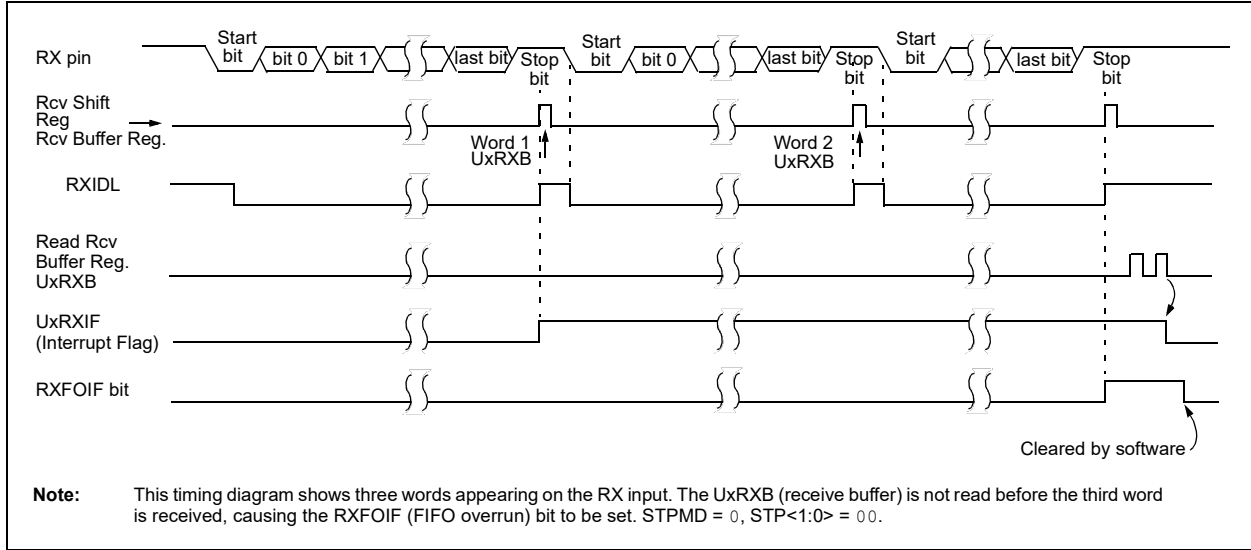 RX pin
Start
bit
bit 0
bit 1
last bit
Stop
bit
Start
bit
bit 0
last bit
Stop
bit
Start
bit
last bit
Stop
bit
Rcv Shift
Reg
Rcv Buffer Reg.
Word 1
UxRXB
Word 2
UxRXB
RXIDL
Read Rcv
Buffer Reg.
UxRXB
UxRXIF
(Interrupt Flag)
RXFOIF bit
Cleared by software
Note: This timing diagram shows three words appearing on the RX input. The UxRXB (receive buffer) is not read before the third word
is received, causing the RXFOIF (FIFO overrun) bit to be set. STPMD = 0, STP<1:0> = 00.